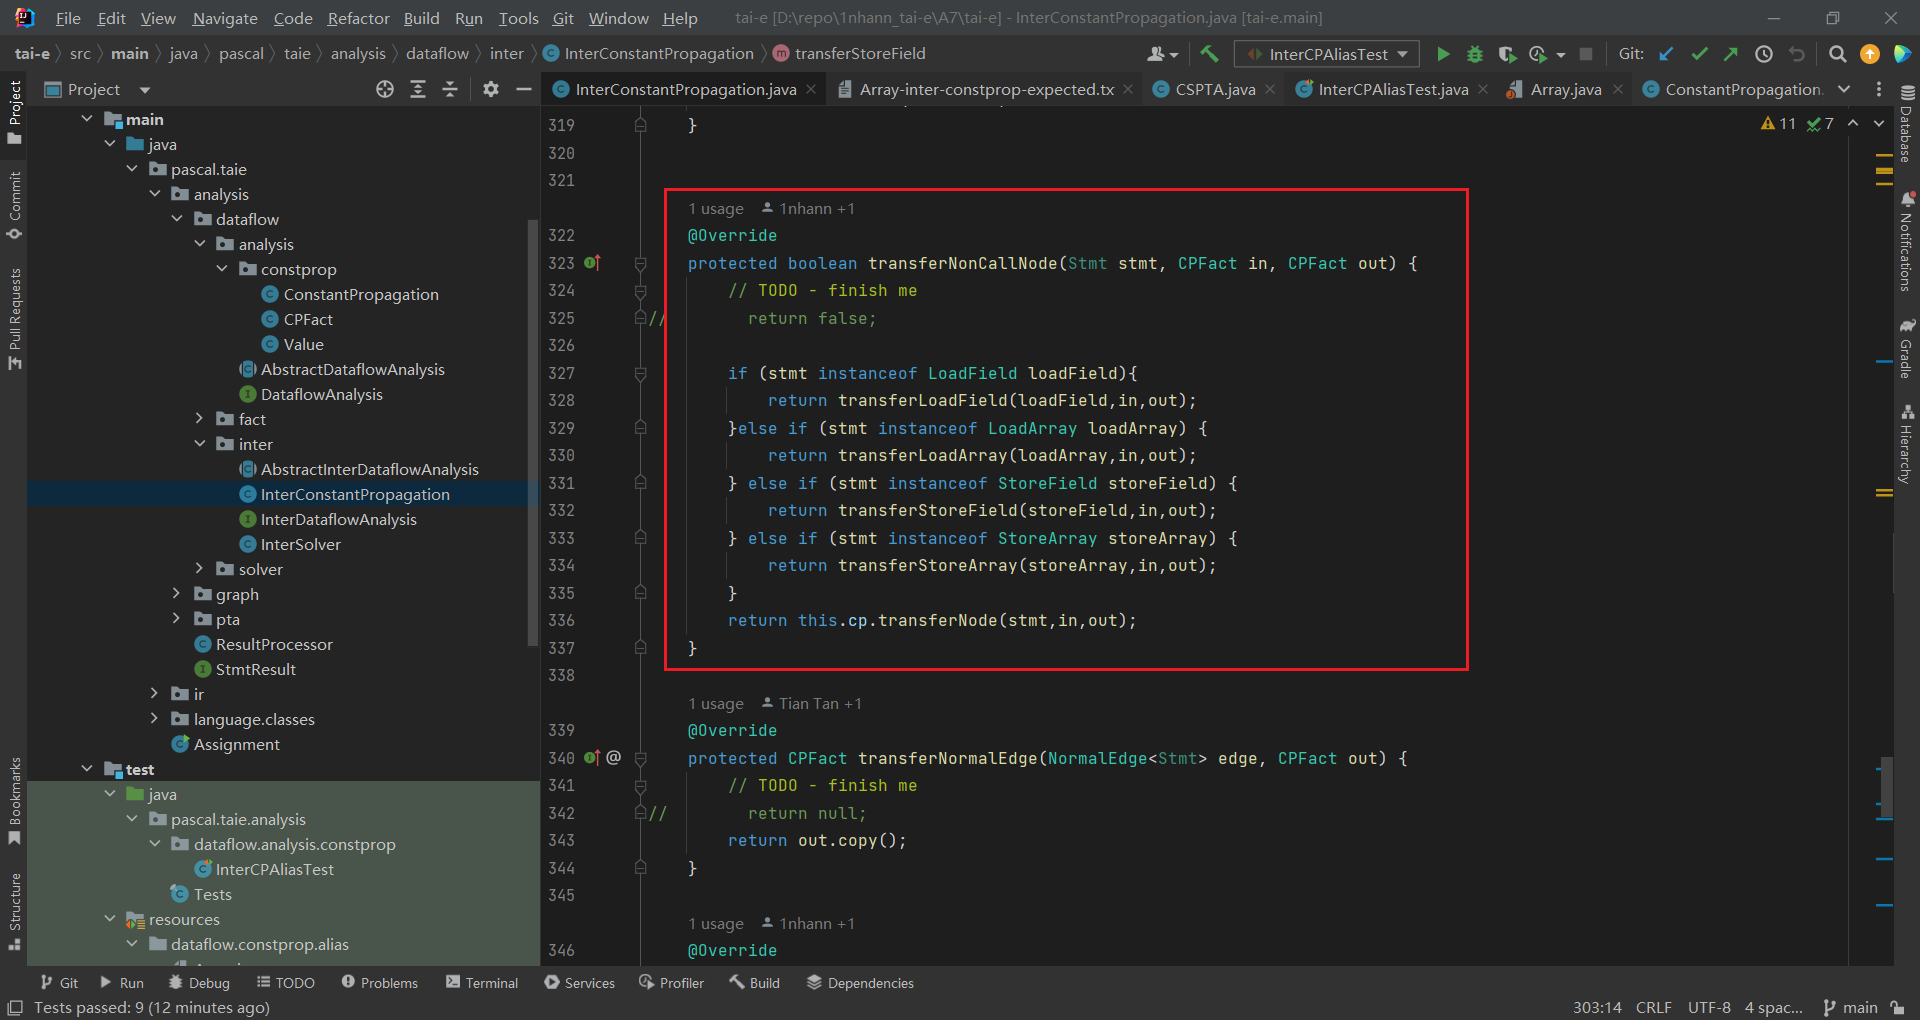 File Edit View Navigate Code Refactor Build Run Tools Git Window Help tai-e [D:\repo\1nhann_tai-e\A7\tai-e] - InterConstantPropagation.java [tai-e.main]
tai-e src main java pascal taie analysis dataflow inter InterConstantPropagation transferStoreField InterCPAliasTest Git:
Project InterConstantPropagation.java Array-inter-constprop-expected.tx CSPTA.java InterCPAliasTest.java Array.java ConstantPropagation.
Project
Commit
Pull Requests
Bookmarks
Structure
main
java
pascal.taie
analysis
dataflow
analysis
constprop
ConstantPropagation
CPFact
Value
AbstractDataflowAnalysis
DataflowAnalysis
fact
inter
AbstractInterDataflowAnalysis
InterConstantPropagation
InterDataflowAnalysis
InterSolver
solver
graph
pta
ResultProcessor
StmtResult
ir
language.classes
Assignment
test
java
pascal.taie.analysis
dataflow.analysis.constprop
InterCPAliasTest
Tests
resources
dataflow.constprop.alias
11 7
319 }
320
321
1 usage 1nhann +1
322 @Override
323 protected boolean transferNonCallNode(Stmt stmt, CPFact in, CPFact out) {
324 // TODO - finish me
325 // return false;
326
327 if (stmt instanceof LoadField loadField){
328 return transferLoadField(loadField,in,out);
329 }else if (stmt instanceof LoadArray loadArray) {
330 return transferLoadArray(loadArray,in,out);
331 } else if (stmt instanceof StoreField storeField) {
332 return transferStoreField(storeField,in,out);
333 } else if (stmt instanceof StoreArray storeArray) {
334 return transferStoreArray(storeArray,in,out);
335 }
336 return this.cp.transferNode(stmt,in,out);
337 }
338
1 usage Tian Tan +1
339 @Override
340 @ protected CPFact transferNormalEdge(NormalEdge<Stmt> edge, CPFact out) {
341 // TODO - finish me
342 // return null;
343 return out.copy();
344 }
345
1 usage 1nhann +1
346 @Override
Database
Notifications
Gradle
Hierarchy
Git Run Debug TODO Problems Terminal Services Profiler Build Dependencies
Tests passed: 9 (12 minutes ago) 303:14 CRLF UTF-8 4 spac... main